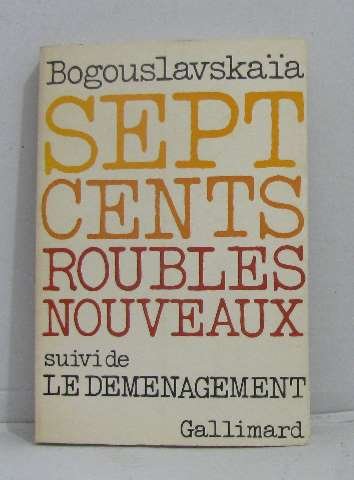 Bogouslavskaïa
SEPT
CENTS
ROUBLES
NOUVEAUX
suivi de
LE DEMENAGEMENT
Gallimard